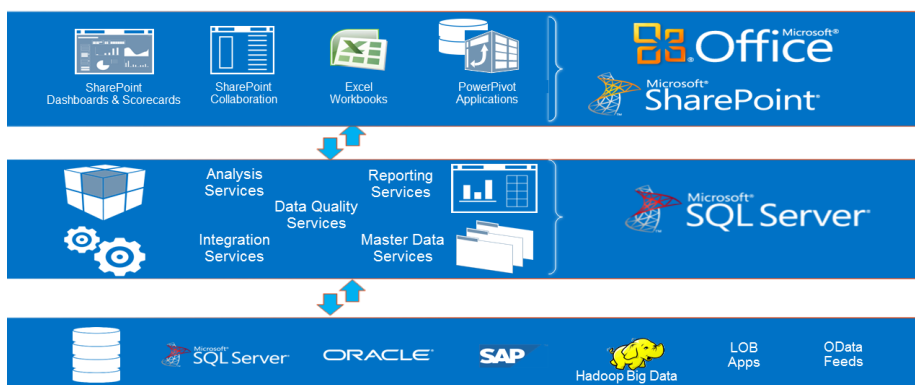 SharePoint
Dashboards & Scorecards
SharePoint
Collaboration
Excel
Workbooks
PowerPivot
Applications
Microsoft®
Office
Microsoft®
SharePoint®
Analysis
Services
Reporting
Services
Data Quality
Services
Integration
Services
Master Data
Services
Microsoft®
SQL Server®
Microsoft®
SQL Server®
ORACLE®
SAP
Hadoop Big Data
LOB
Apps
OData
Feeds